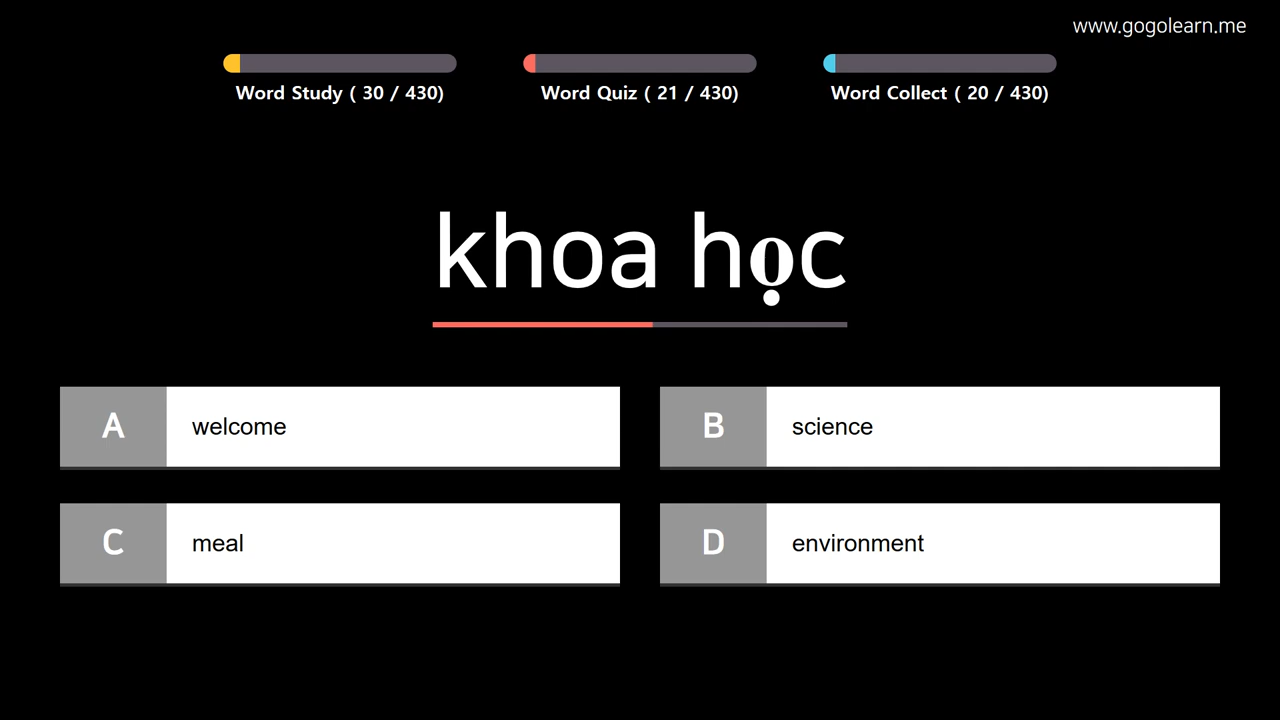 www.gogolearn.me
Word Study ( 30 / 430)
Word Quiz ( 21 / 430)
Word Collect ( 20 / 430)
khoa học
A welcome
B science
C meal
D environment